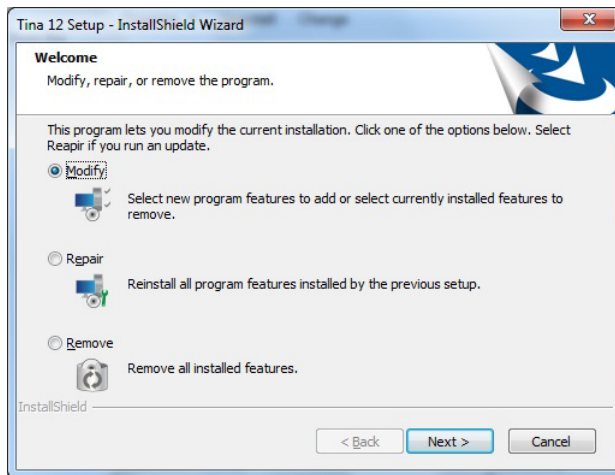 Tina 12 Setup - InstallShield Wizard
Welcome
Modify, repair, or remove the program.
This program lets you modify the current installation. Click one of the options below. Select
Reapir if you run an update.
Modify
Select new program features to add or select currently installed features to
remove.
Repair
Reinstall all program features installed by the previous setup.
Remove
Remove all installed features.
InstallShield
< Back
Next >
Cancel